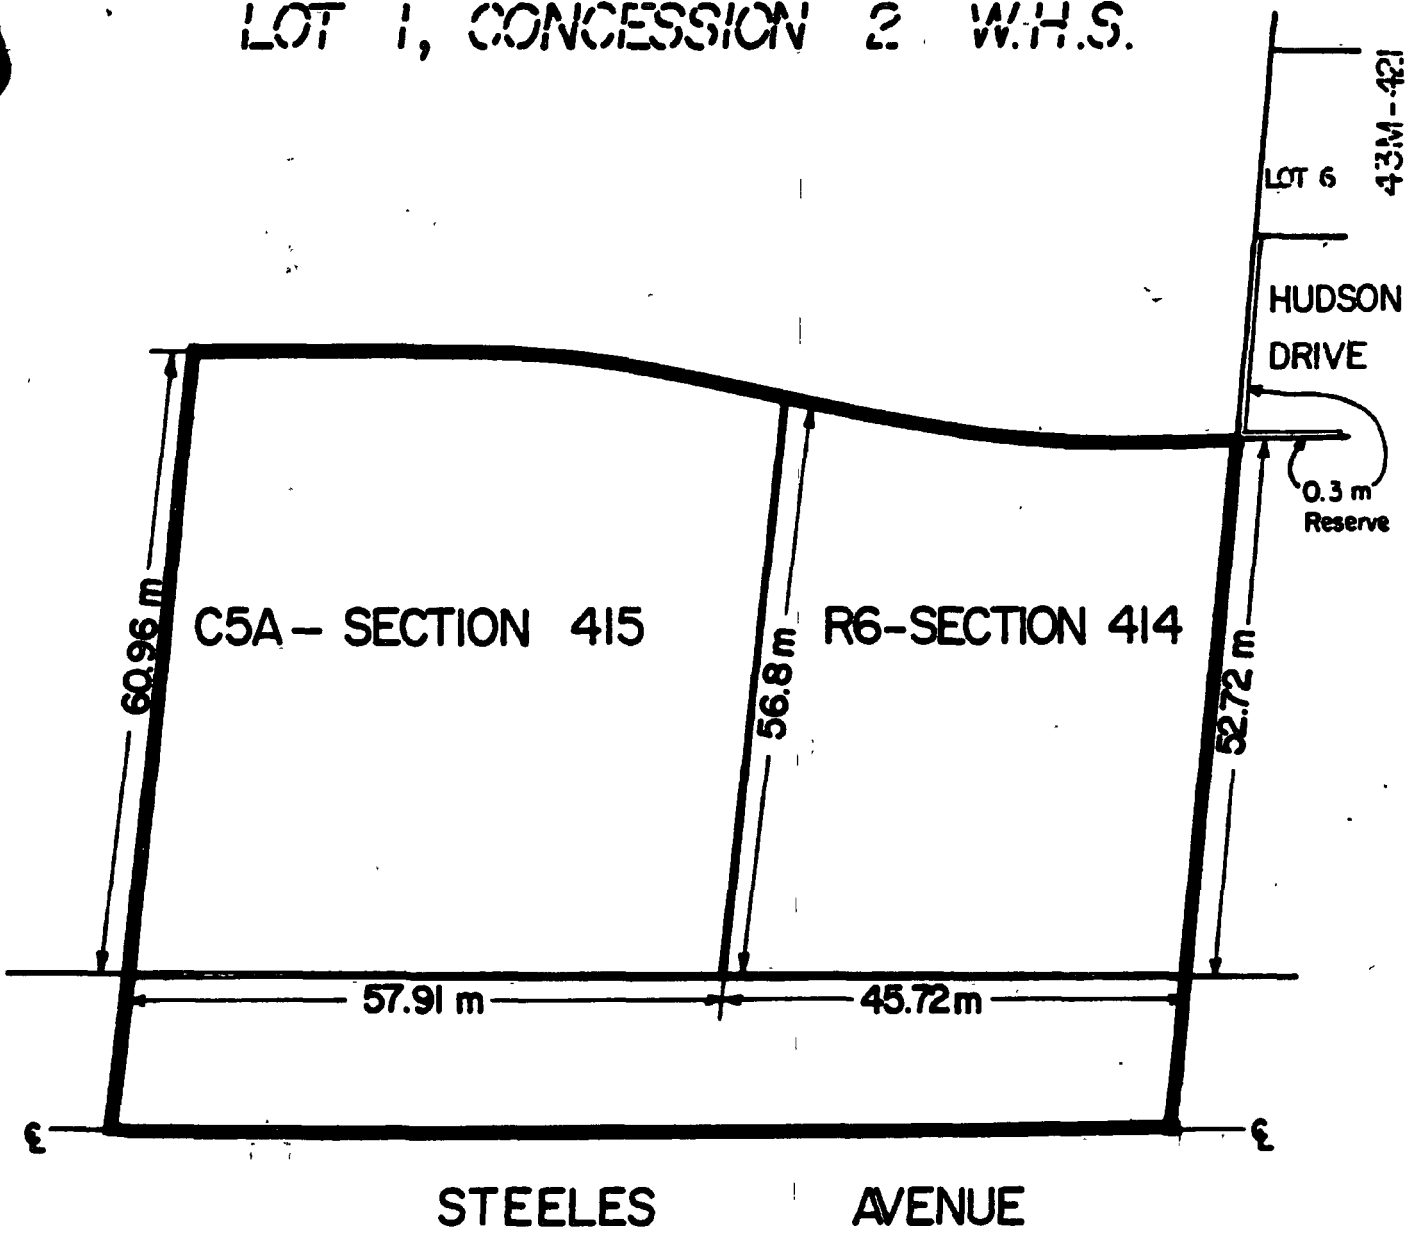 LOT 1, CONCESSION 2 W.H.S.
43M-421
LOT 6
HUDSON
DRIVE
0.3 m
Reserve
60.96 m
C5A - SECTION 415
56.8 m
R6-SECTION 414
52.72 m
57.91 m
45.72 m
℄
℄
STEELES AVENUE